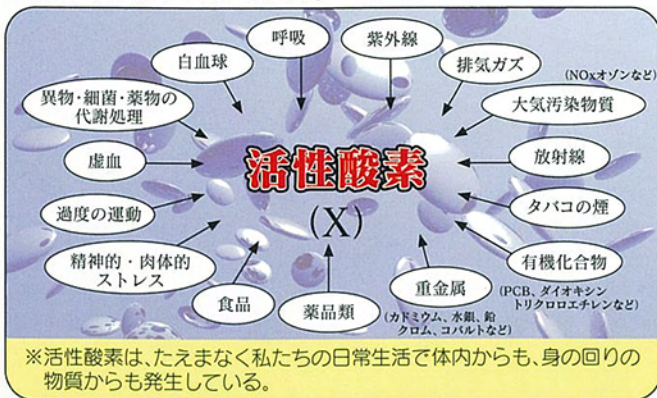 呼吸
紫外線
白血球
排気ガズ
(NOxオゾンなど)
異物・細菌・薬物の
代謝処理
大気汚染物質
虚血
活性酸素
(X)
放射線
過度の運動
タバコの煙
精神的・肉体的
ストレス
有機化合物
(PCB、ダイオキシン
トリクロロエチレンなど)
食品
薬品類
重金属
(カドミウム、水銀、鉛
クロム、コバルトなど)
※活性酸素は、たえまなく私たちの日常生活で体内からも、身の回りの
物質からも発生している。